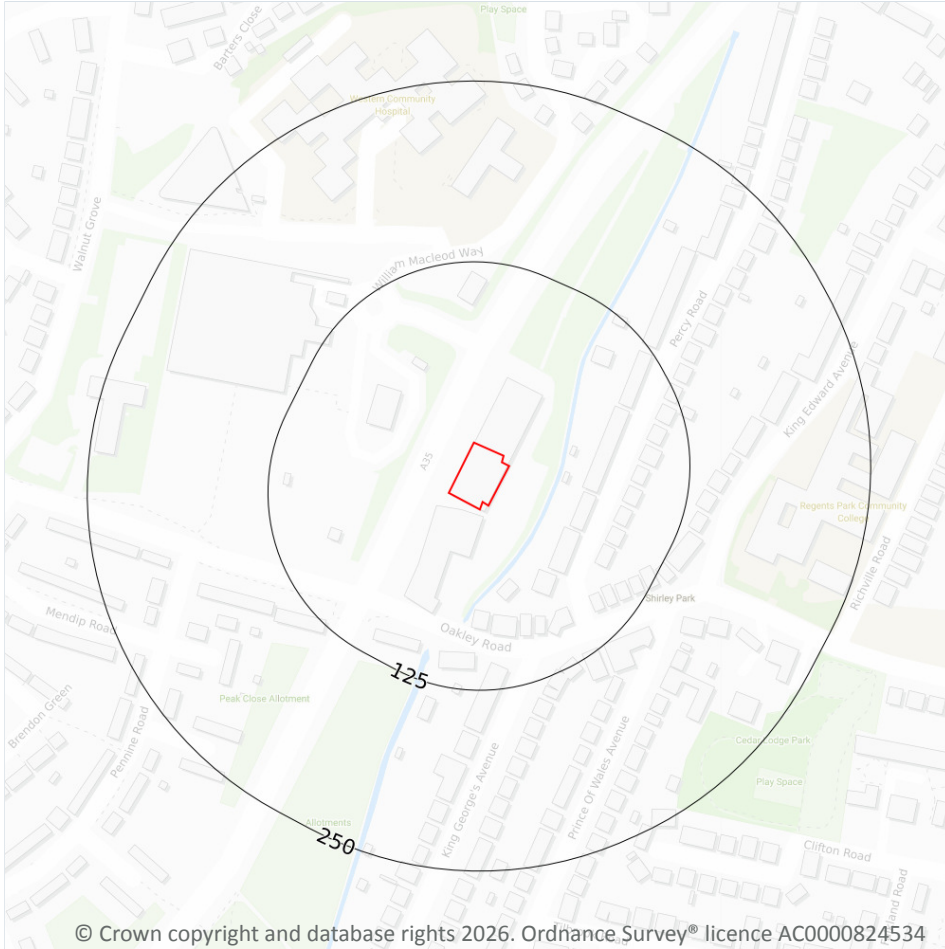 Play Space
Barters Close
Western Community
Hospital
Walnut Grove
William Macleod Way
Percy Road
King Edward Avenue
A35
Regents Park Community
College
Richville Road
Shirley Park
Mendip Road
Oakley Road
125
Peak Close Allotment
Brendon Green
Pennine Road
Cedar Lodge Park
Play Space
King George's Avenue
Prince Of Wales Avenue
Allotments
250
Clifton Road
Road
© Crown copyright and database rights 2026. Ordnance Survey® licence AC0000824534